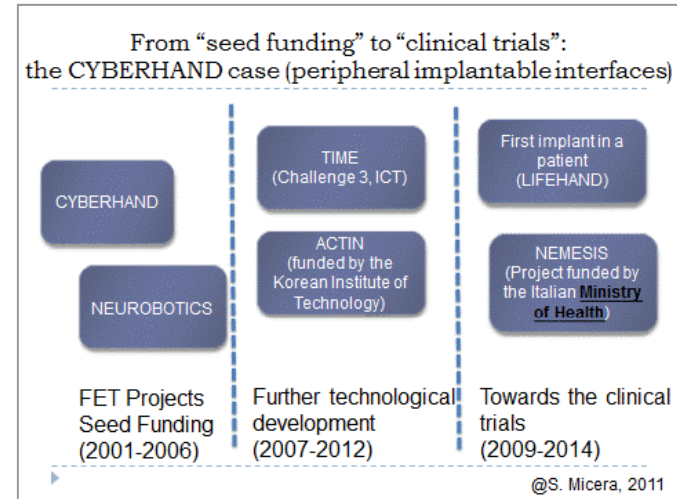 From “seed funding” to “clinical trials”:
the CYBERHAND case (peripheral implantable interfaces)
CYBERHAND
NEUROBOTICS
FET Projects
Seed Funding
(2001-2006)
TIME
(Challenge 3, ICT)
ACTIN
(funded by the
Korean Institute of
Technology)
Further technological
development
(2007-2012)
First implant in a
patient
(LIFEHAND)
NEMESIS
(Project funded by
the Italian Ministry
of Health)
Towards the clinical
trials
(2009-2014)
@S. Micera, 2011